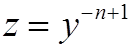 z = y^{-n+1}